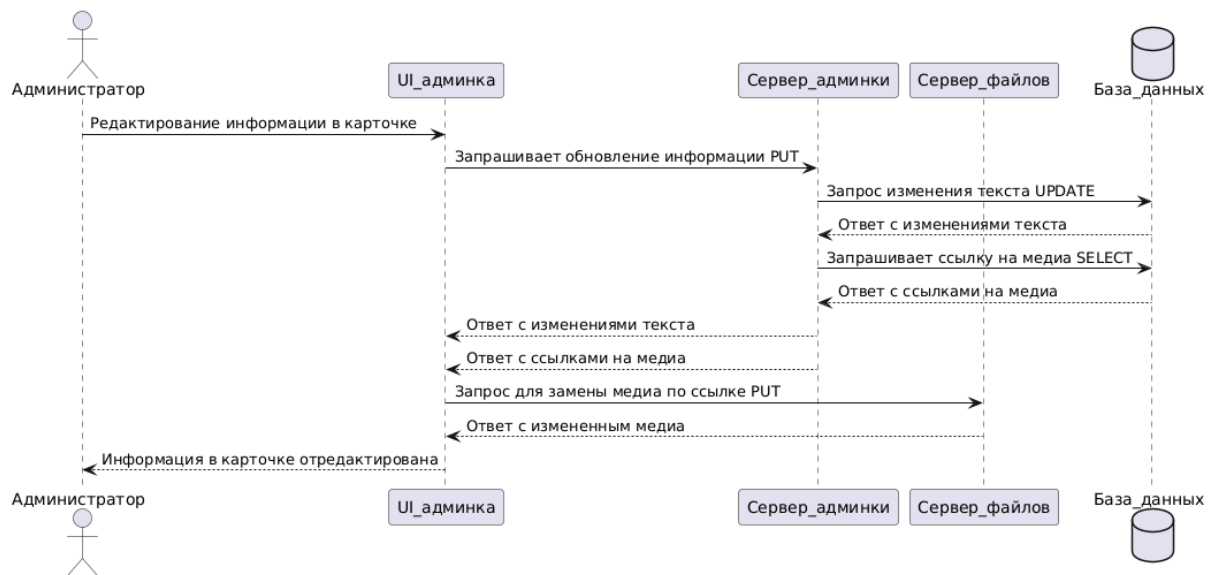 Администратор
UI_админка
Сервер_админки
Сервер_файлов
База_данных
Редактирование информации в карточке
Запрашивает обновление информации PUT
Запрос изменения текста UPDATE
Ответ с изменениями текста
Запрашивает ссылку на медиа SELECT
Ответ с ссылками на медиа
Ответ с изменениями текста
Ответ с ссылками на медиа
Запрос для замены медиа по ссылке PUT
Ответ с измененным медиа
Информация в карточке отредактирована
Администратор
UI_админка
Сервер_админки
Сервер_файлов
База_данных